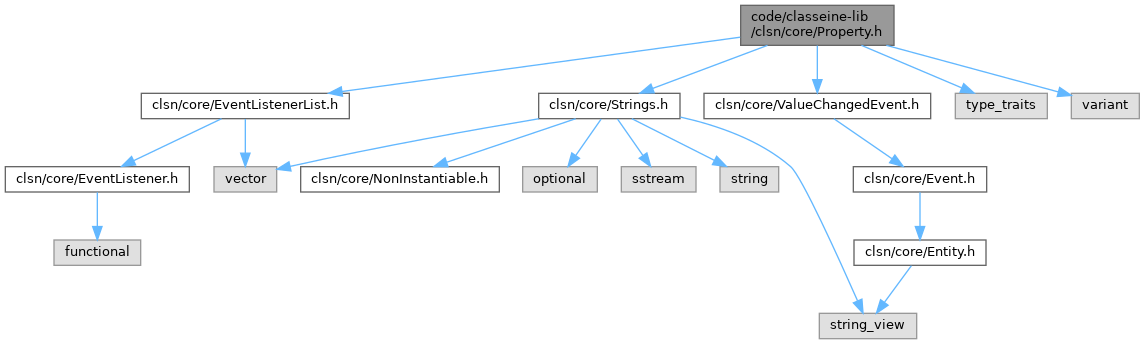 code/classeine-lib
/clsn/core/Property.h
clsn/core/EventListenerList.h
clsn/core/Strings.h
clsn/core/ValueChangedEvent.h
type_traits
variant
clsn/core/EventListener.h
vector
clsn/core/NonInstantiable.h
optional
sstream
string
clsn/core/Event.h
functional
clsn/core/Entity.h
string_view